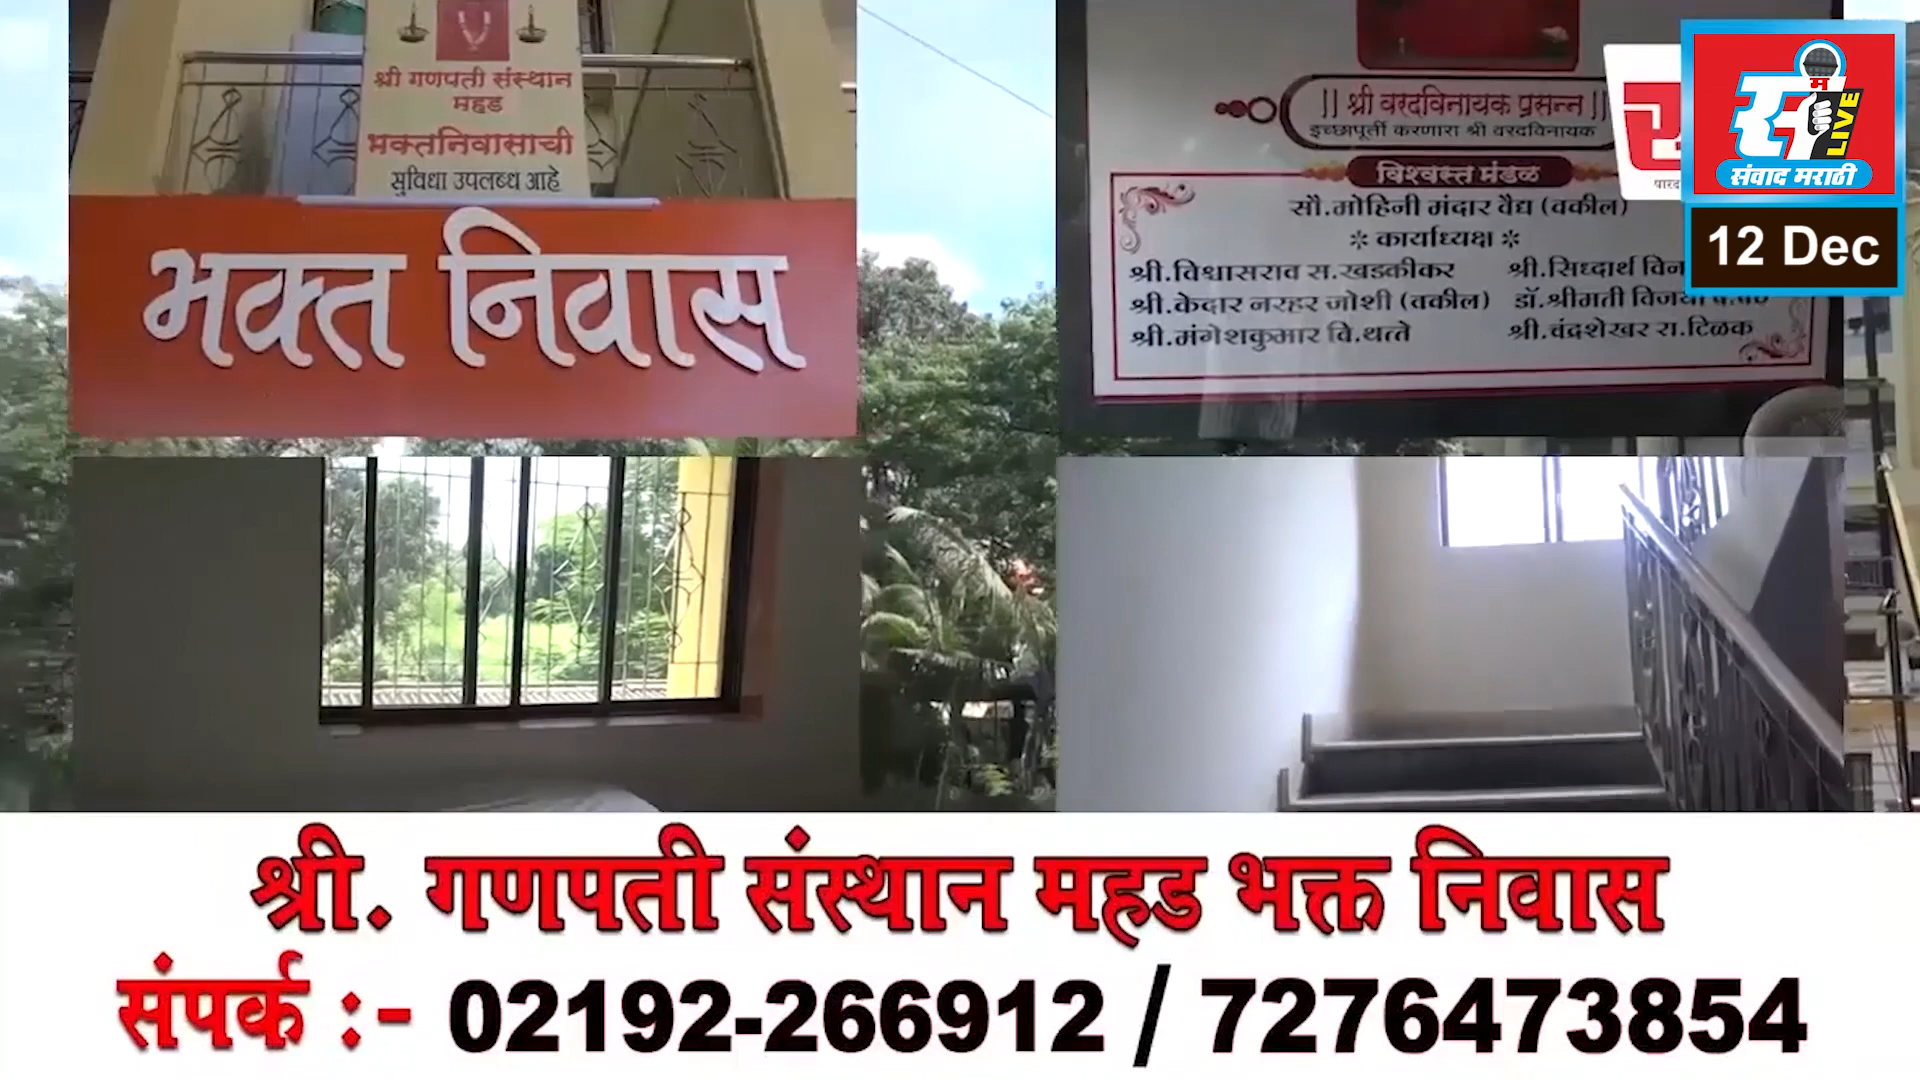 श्री गणपती संस्थान
महड
भक्तनिवासाची
सुविधा उपलब्ध आहे
भक्त निवास
|| श्री वरदविनायक प्रसन्न ||
इच्छापूर्ती करणारा श्री वरदविनायक
विश्वस्त मंडळ
सौ.मोहिनी मंदार वैद्य (वकील)
* कार्याध्यक्ष *
श्री.विश्वासराव स.खडकीकर
श्री.सिध्दार्थ
श्री.केदार नरहर जोशी (वकील)
डॉ.श्रीमती विजया
श्री.मंगेशकुमार वि.थत्ते
श्री.चंद्रशेखर रा.टिळक
स
म
LIVE
संवाद मराठी
12 Dec
श्री. गणपती संस्थान महड भक्त निवास
संपर्क :- 02192-266912 / 7276473854